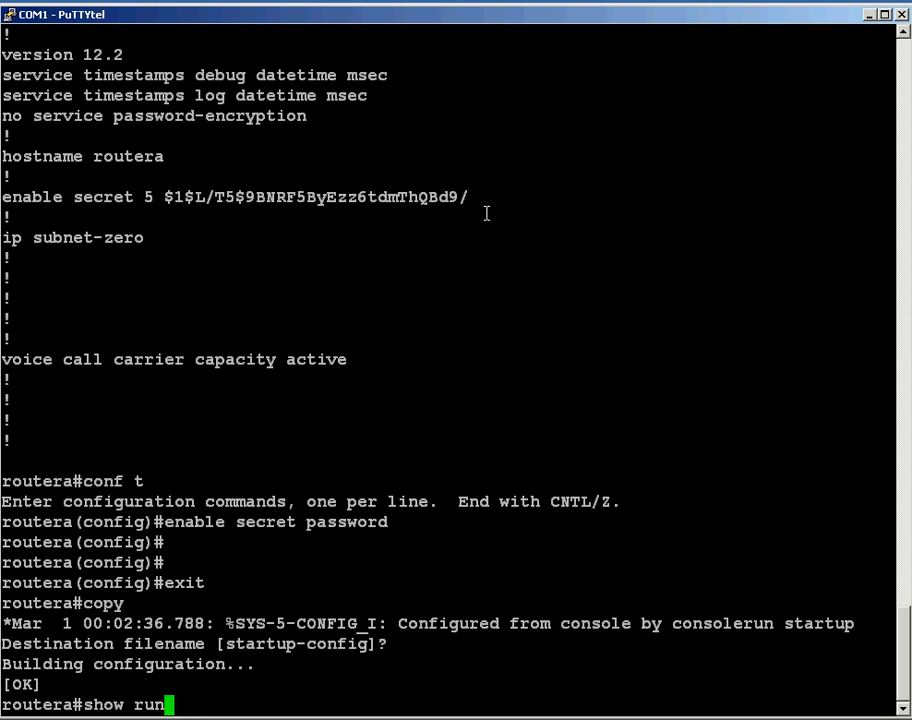 COM1 - PuTTYtel
!
version 12.2
service timestamps debug datetime msec
service timestamps log datetime msec
no service password-encryption
!
hostname routera
!
enable secret 5 $1$L/T5$9BNRF5ByEzz6tdmThQBd9/
!
ip subnet-zero
!
!
!
!
!
voice call carrier capacity active
!
!
!
!
routera#conf t
Enter configuration commands, one per line.  End with CNTL/Z.
routera(config)#enable secret password
routera(config)#
routera(config)#
routera(config)#exit
routera#copy
*Mar  1 00:02:36.788: %SYS-5-CONFIG_I: Configured from console by consolerun startup
Destination filename [startup-config]?
Building configuration...
[OK]
routera#show run